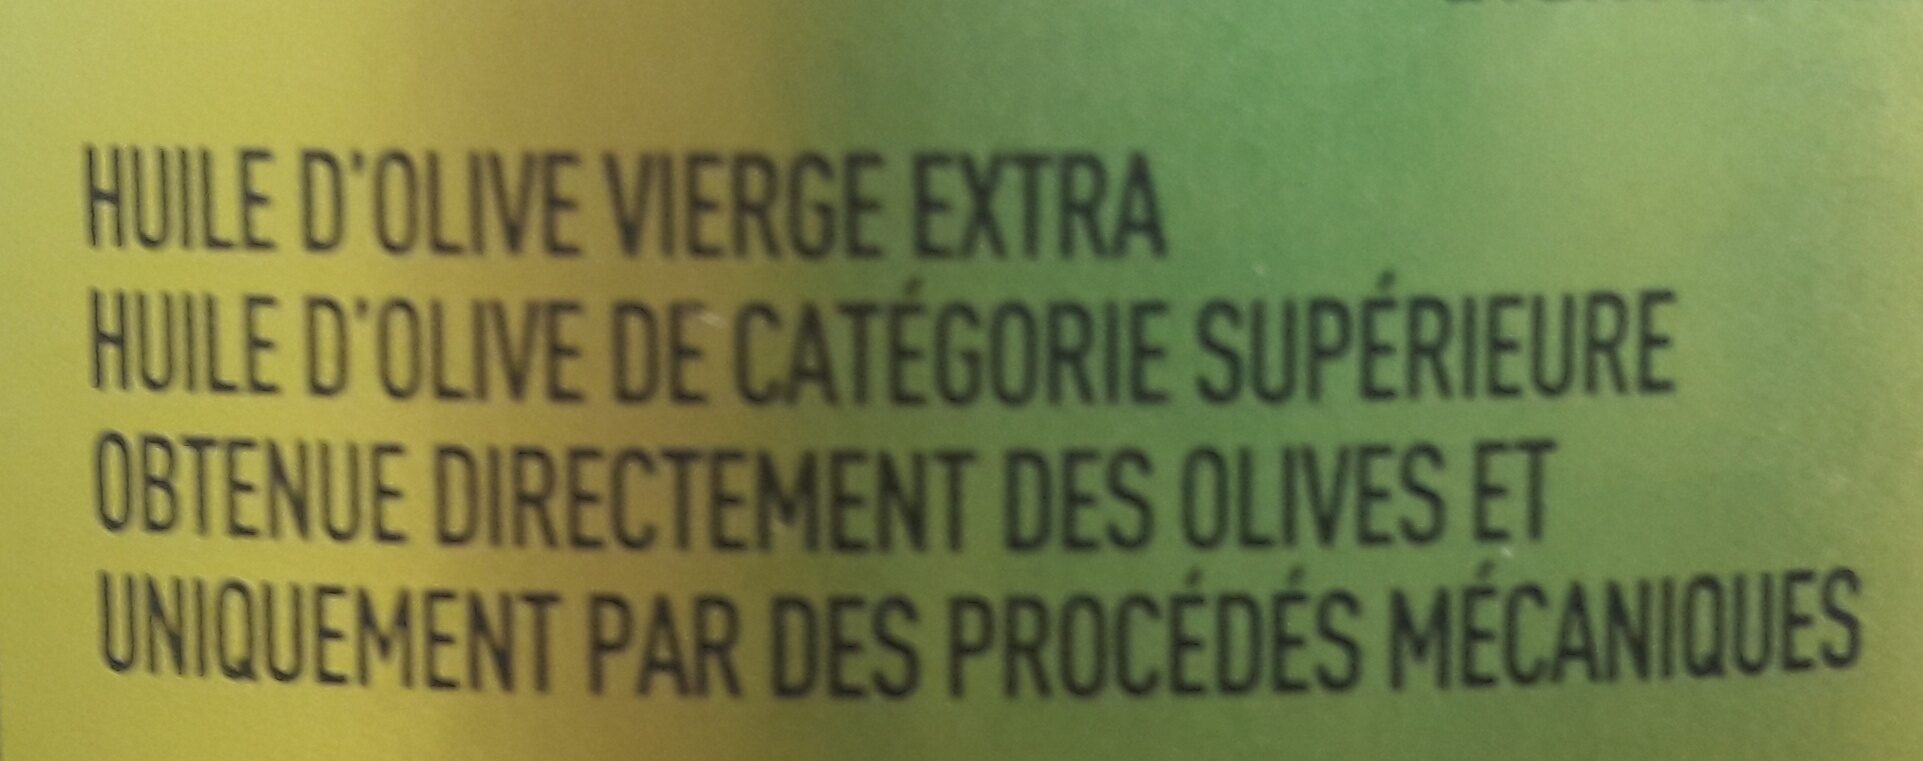 HUILE D'OLIVE VIERGE EXTRA
HUILE D'OLIVE DE CATÉGORIE SUPÉRIEURE
OBTENUE DIRECTEMENT DES OLIVES ET
UNIQUEMENT PAR DES PROCÉDÉS MÉCANIQUES